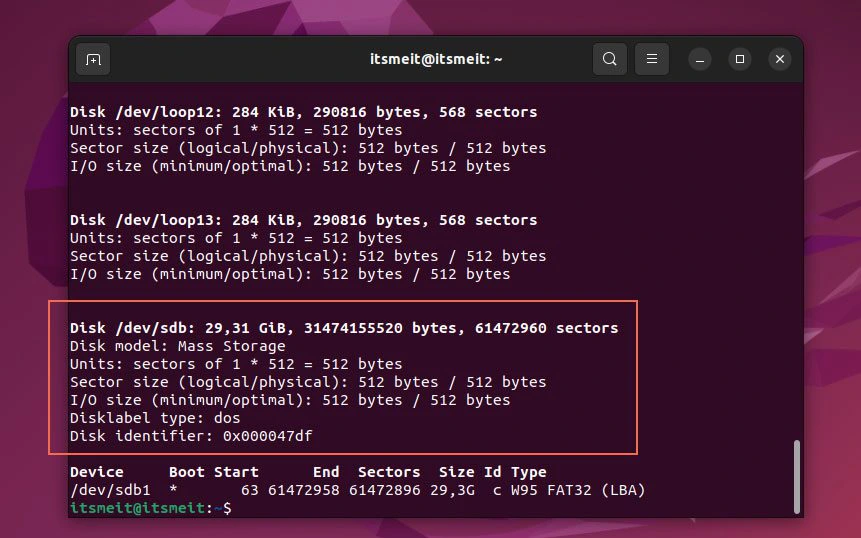 itsmeit@itsmeit: ~
Disk /dev/loop12: 284 KiB, 290816 bytes, 568 sectors
Units: sectors of 1 * 512 = 512 bytes
Sector size (logical/physical): 512 bytes / 512 bytes
I/O size (minimum/optimal): 512 bytes / 512 bytes
Disk /dev/loop13: 284 KiB, 290816 bytes, 568 sectors
Units: sectors of 1 * 512 = 512 bytes
Sector size (logical/physical): 512 bytes / 512 bytes
I/O size (minimum/optimal): 512 bytes / 512 bytes
Disk /dev/sdb: 29,31 GiB, 31474155520 bytes, 61472960 sectors
Disk model: Mass Storage
Units: sectors of 1 * 512 = 512 bytes
Sector size (logical/physical): 512 bytes / 512 bytes
I/O size (minimum/optimal): 512 bytes / 512 bytes
Disklabel type: dos
Disk identifier: 0x000047df
Device     Boot Start      End  Sectors  Size Id Type
/dev/sdb1  *       63 61472958 61472896 29,3G  c W95 FAT32 (LBA)
itsmeit@itsmeit:~$